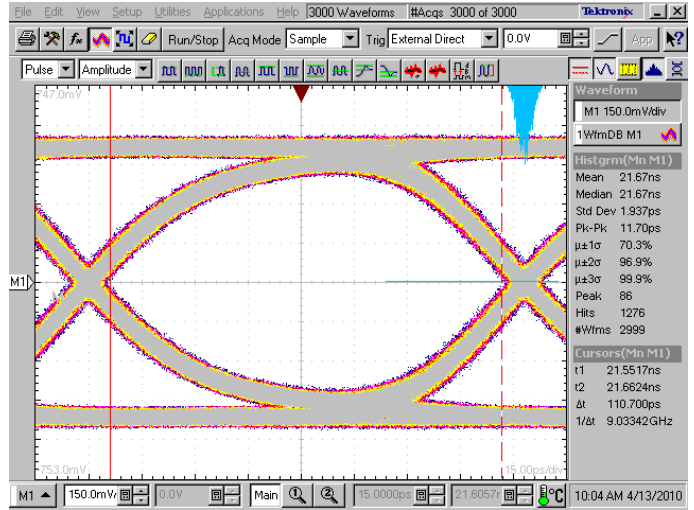 File Edit View Setup Utilities Applications Help 3000 Waveforms #Acqs 3000 of 3000 Tektronix
Run/Stop Acq Mode Sample Trig External Direct 0.0V App
Pulse Amplitude
747.0mV
Waveform
M1 150.0mV/div
1WfmDB M1
Histgrm(Mn M1)
Mean 21.67ns
Median 21.67ns
Std Dev 1.937ps
Pk-Pk 11.70ps
µ±1σ 70.3%
µ±2σ 96.9%
µ±3σ 99.9%
Peak 86
Hits 1276
#Wfms 2999
M1
Cursors(Mn M1)
t1 21.5517ns
t2 21.6624ns
Δt 110.700ps
1/Δt 9.03342GHz
753.0mV
15.00ps/div
M1 150.0mV/ 0.0V Main 1 2 15.0000ps 21.6057r °C 10:04 AM 4/13/2010